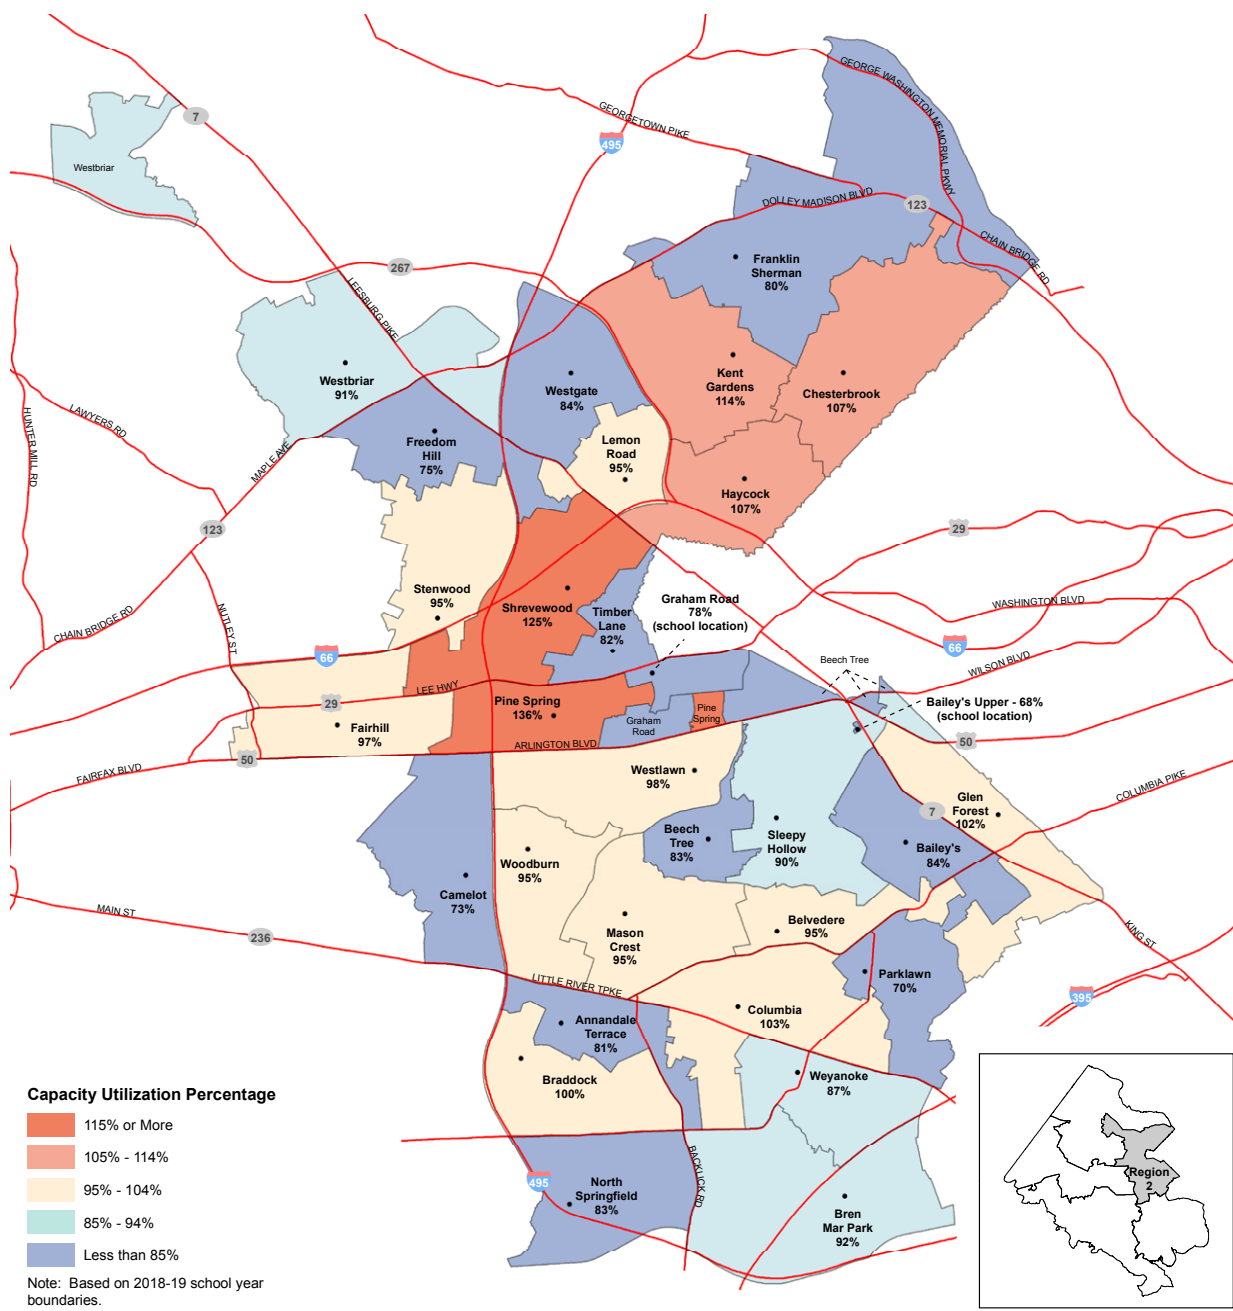 GEORGE WASHINGTON MEMORIAL PKWY
GEORGETOWN PIKE
7
495
Westbriar
DOLLEY MADISON BLVD
123
CHAIN BRIDGE RD
267
LEESBURG PIKE
Franklin
Sherman
80%
Westbriar
91%
Westgate
84%
Kent
Gardens
114%
Chesterbrook
107%
HUNTER MILL RD
LAWYERS RD
MAPLE AVE
Freedom
Hill
75%
Lemon
Road
95%
Haycock
107%
123
29
Stenwood
95%
Shrevewood
125%
Timber
Lane
82%
Graham Road
78%
(school location)
WASHINGTON BLVD
CHAIN BRIDGE RD
NUTLEY ST
66
66
WILSON BLVD
Beech Tree
LEE HWY
29
Bailey's Upper - 68%
(school location)
Pine Spring
136%
Graham
Road
Pine
Spring
Fairhill
97%
ARLINGTON BLVD
50
50
FAIRFAX BLVD
Westlawn
98%
COLUMBIA PIKE
Glen
Forest
102%
7
Beech
Tree
83%
Sleepy
Hollow
90%
Bailey's
84%
Woodburn
95%
Camelot
73%
MAIN ST
236
Mason
Crest
95%
Belvedere
95%
KING ST
LITTLE RIVER TPKE
Parklawn
70%
395
Columbia
103%
Annandale
Terrace
81%
Braddock
100%
Weyanoke
87%
Capacity Utilization Percentage
115% or More
105% - 114%
95% - 104%
85% - 94%
Less than 85%
Note:  Based on 2018-19 school year
boundaries.
495
North
Springfield
83%
BACKLICK RD
Bren
Mar Park
92%
Region
2